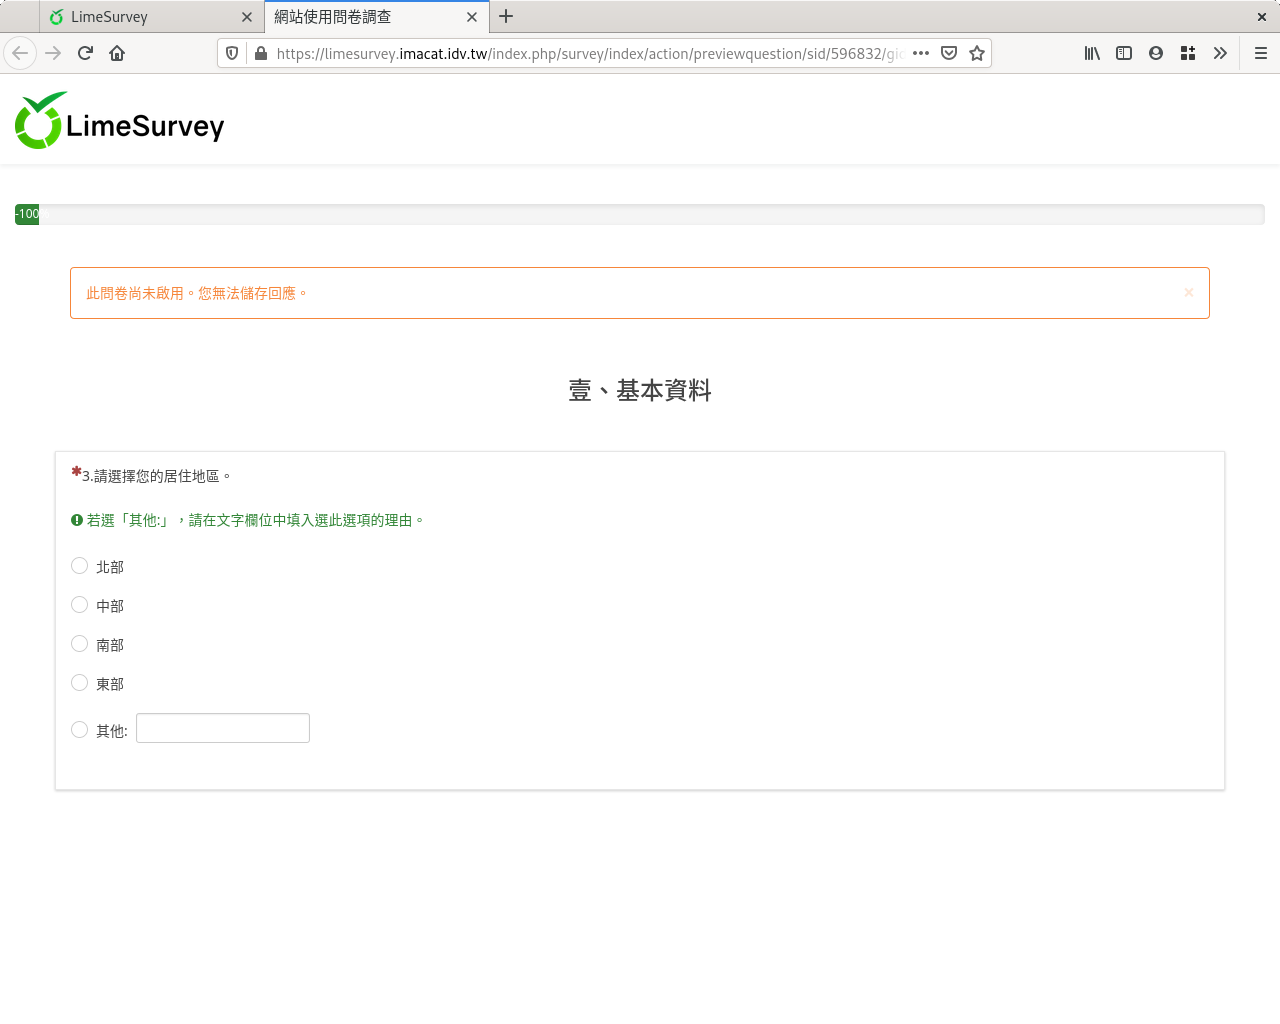 LimeSurvey
網站使用問卷調查
https://limesurvey.imacat.idv.tw/index.php/survey/index/action/previewquestion/sid/596832/gid
LimeSurvey
-100
此問卷尚未啟用。您無法儲存回應。
×
壹、基本資料
✱3.請選擇您的居住地區。
若選「其他:」，請在文字欄位中填入選此選項的理由。
北部
中部
南部
東部
其他: